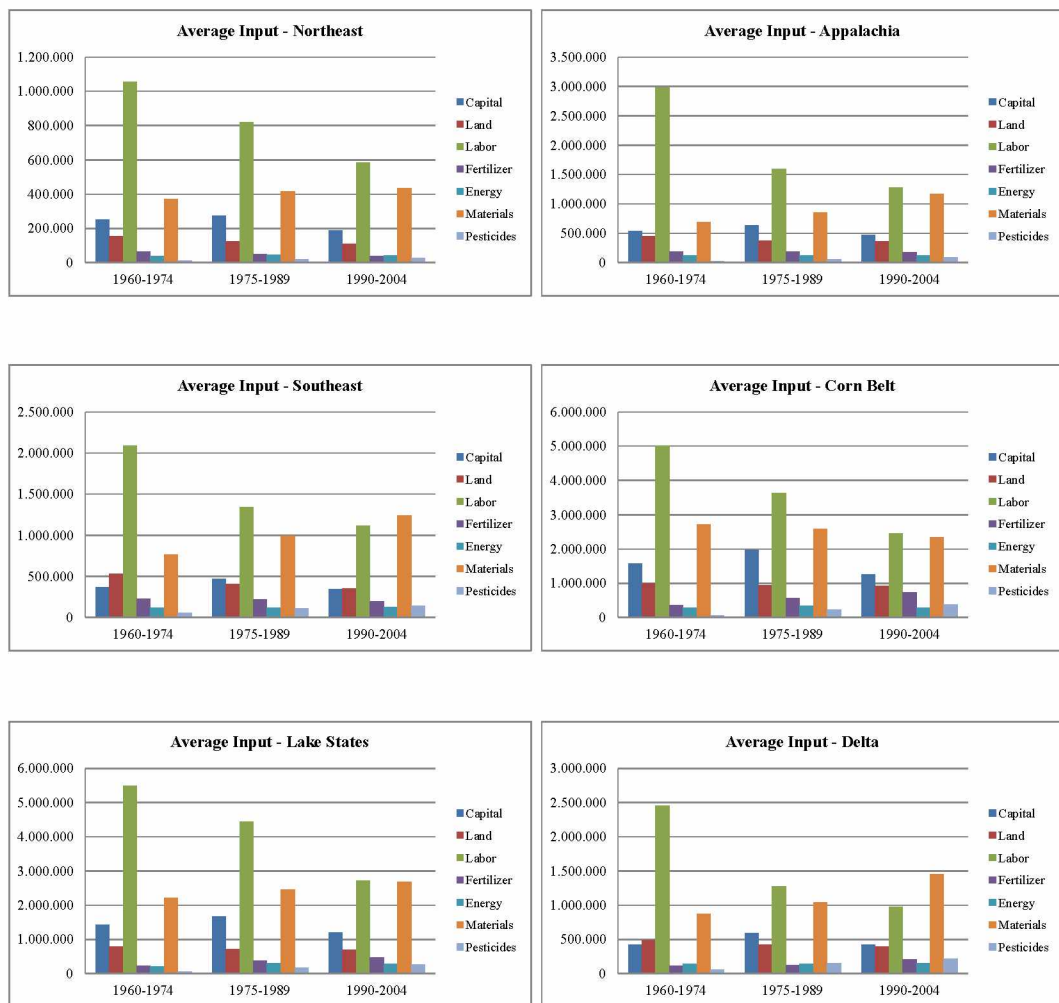 Average Input - Northeast
1.200.000
1.000.000
800.000
600.000
400.000
200.000
0
1960-1974
1975-1989
1990-2004
Capital
Land
Labor
Fertilizer
Energy
Materials
Pesticides
Average Input - Appalachia
3.500.000
3.000.000
2.500.000
2.000.000
1.500.000
1.000.000
500.000
0
1960-1974
1975-1989
1990-2004
Capital
Land
Labor
Fertilizer
Energy
Materials
Pesticides
Average Input - Southeast
2.500.000
2.000.000
1.500.000
1.000.000
500.000
0
1960-1974
1975-1989
1990-2004
Capital
Land
Labor
Fertilizer
Energy
Materials
Pesticides
Average Input - Corn Belt
6.000.000
5.000.000
4.000.000
3.000.000
2.000.000
1.000.000
0
1960-1974
1975-1989
1990-2004
Capital
Land
Labor
Fertilizer
Energy
Materials
Pesticides
Average Input - Lake States
6.000.000
5.000.000
4.000.000
3.000.000
2.000.000
1.000.000
0
1960-1974
1975-1989
1990-2004
Capital
Land
Labor
Fertilizer
Energy
Materials
Pesticides
Average Input - Delta
3.000.000
2.500.000
2.000.000
1.500.000
1.000.000
500.000
0
1960-1974
1975-1989
1990-2004
Capital
Land
Labor
Fertilizer
Energy
Materials
Pesticides